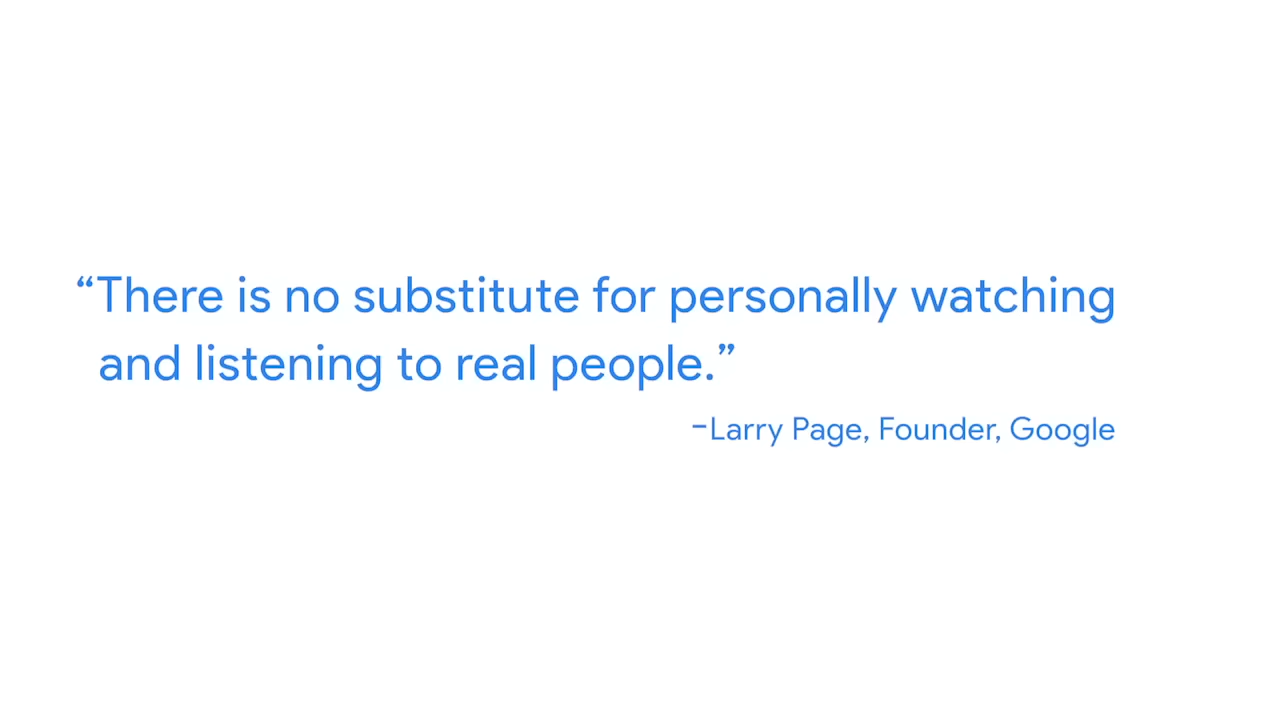 “There is no substitute for personally watching
and listening to real people.”
–Larry Page, Founder, Google